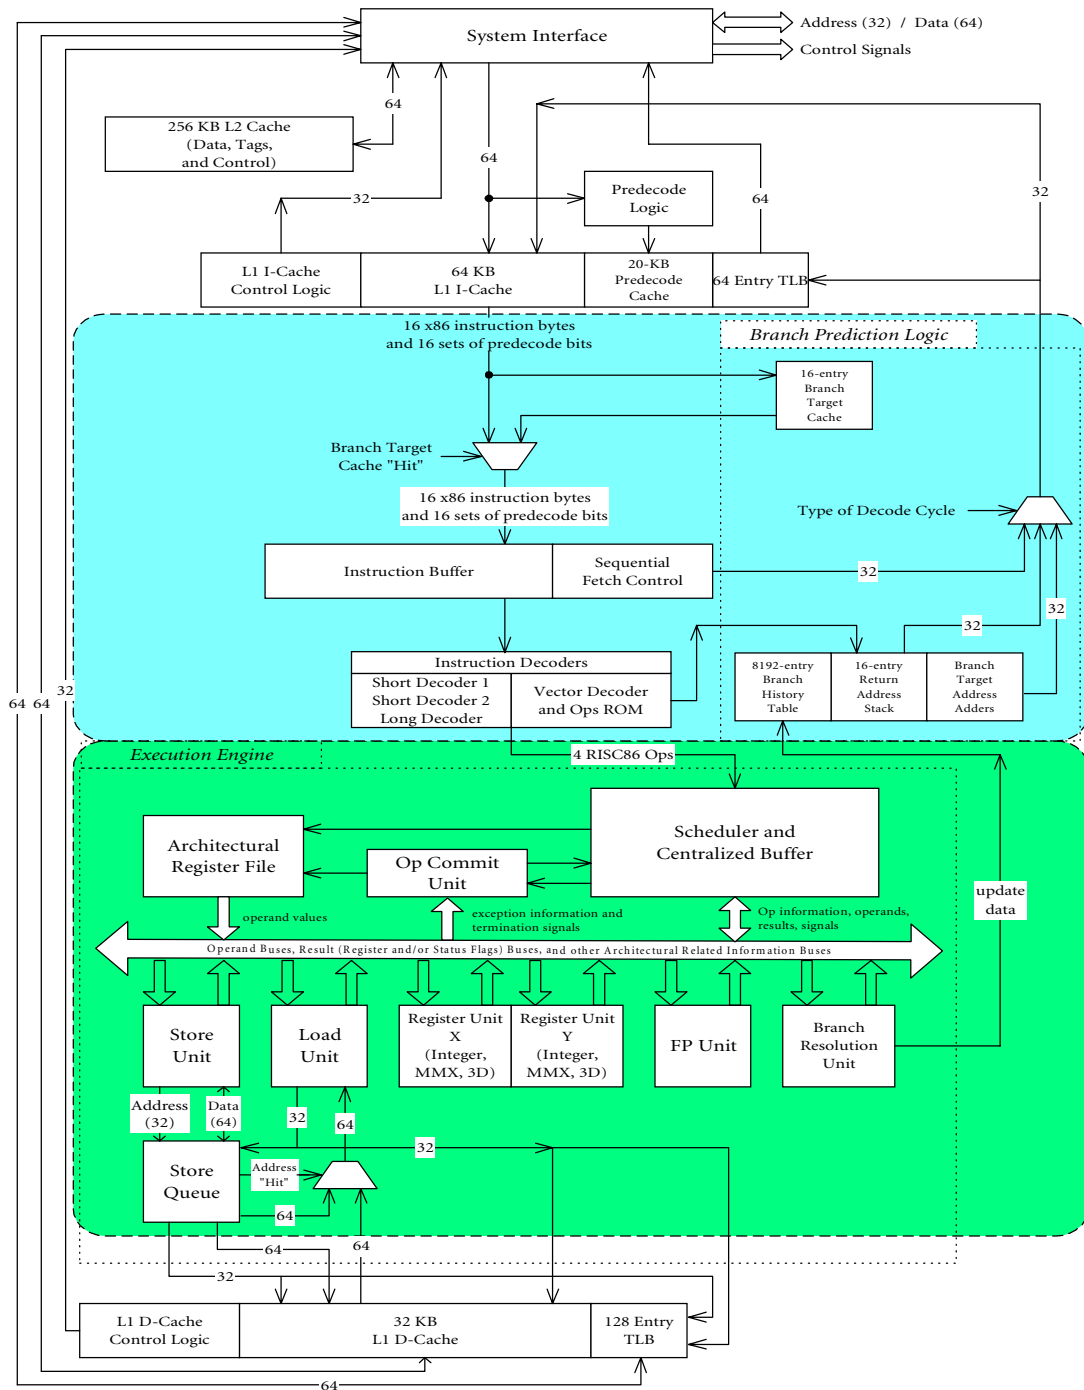 System Interface
Address (32)  /  Data (64)
Control Signals
64
256 KB L2 Cache
(Data, Tags,
and Control)
64
Predecode
Logic
32
64
32
L1 I-Cache
Control Logic
64 KB
L1 I-Cache
20-KB
Predecode
Cache
64 Entry TLB
16 x86 instruction bytes
and 16 sets of predecode bits
Branch Prediction Logic
16-entry
Branch
Target
Cache
Branch Target
Cache "Hit"
16 x86 instruction bytes
and 16 sets of predecode bits
Type of Decode Cycle
Instruction Buffer
Sequential
Fetch Control
32
32
32
Instruction Decoders
Short Decoder 1
Short Decoder 2
Long Decoder
Vector Decoder
and Ops ROM
8192-entry
Branch
History
Table
16-entry
Return
Address
Stack
Branch
Target
Address
Adders
32
64
64
Execution Engine
4 RISC86 Ops
Architectural
Register File
Op Commit
Unit
Scheduler and
Centralized Buffer
update
data
operand values
exception information and
termination signals
Op information, operands,
results, signals
Operand Buses, Result (Register and/or Status Flags) Buses, and other Architectural Related Information Buses
Store
Unit
Load
Unit
Register Unit
X
(Integer,
MMX, 3D)
Register Unit
Y
(Integer,
MMX, 3D)
FP Unit
Branch
Resolution
Unit
Address
(32)
Data
(64)
32
64
32
Store
Queue
Address
"Hit"
64
64
64
32
L1 D-Cache
Control Logic
32 KB
L1 D-Cache
128 Entry
TLB
64